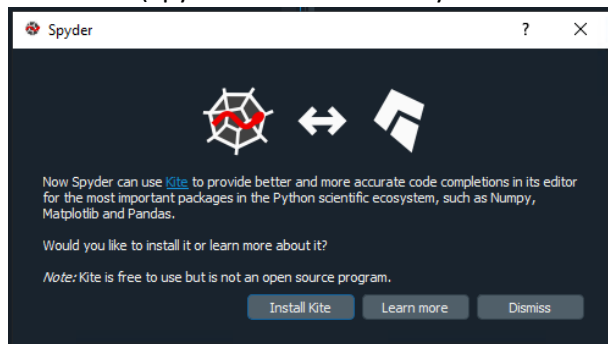 Spyder
?
Now Spyder can use Kite to provide better and more accurate code completions in its editor
for the most important packages in the Python scientific ecosystem, such as Numpy,
Matplotlib and Pandas.
Would you like to install it or learn more about it?
Note: Kite is free to use but is not an open source program.
Install Kite Learn more Dismiss